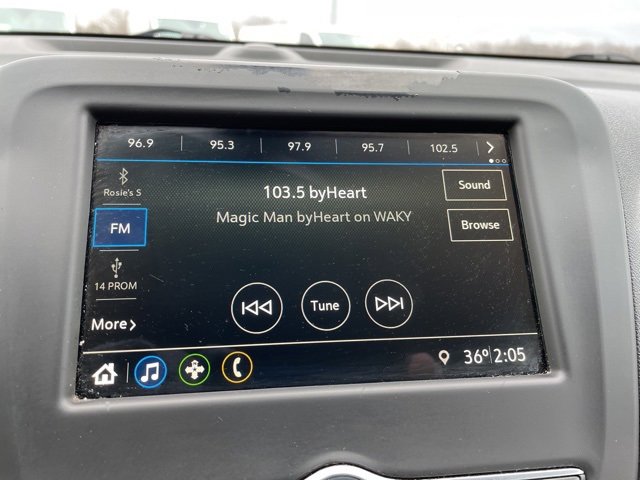 96.9 95.3 97.9 95.7 102.5
Rosie's S
FM
14 PROM
More
103.5 byHeart
Magic Man byHeart on WAKY
Sound
Browse
Tune
36° 2:05